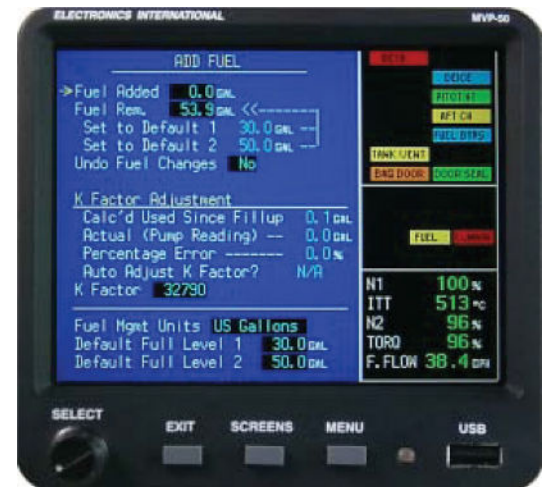 ELECTRONICS INTERNATIONAL
MVP-50
ADD FUEL
Fuel Added 0.0 GAL
Fuel Rem. 53.9 GAL <<------
Set to Default 1 30.0 GAL --
Set to Default 2 50.0 GAL --
Undo Fuel Changes No
K Factor Adjustment
Calc'd Used Since Fillup 0.1 GAL
Actual (Pump Reading) -- 0.0 GAL
Percentage Error ------- 0.0 %
Auto Adjust K Factor? N/A
K Factor 32790
Fuel Mgmt Units US Gallons
Default Full Level 1 30.0 GAL
Default Full Level 2 50.0 GAL
DEICE
PITOT HT
AFT CH
FUEL BTRS
TANK VENT
BAG DOOR DOOR SEAL
FUEL
N1 100 %
ITT 513 °C
N2 96 %
TORQ 96 %
F.FLOW 38.4 GPH
SELECT
EXIT
SCREENS
MENU
USB